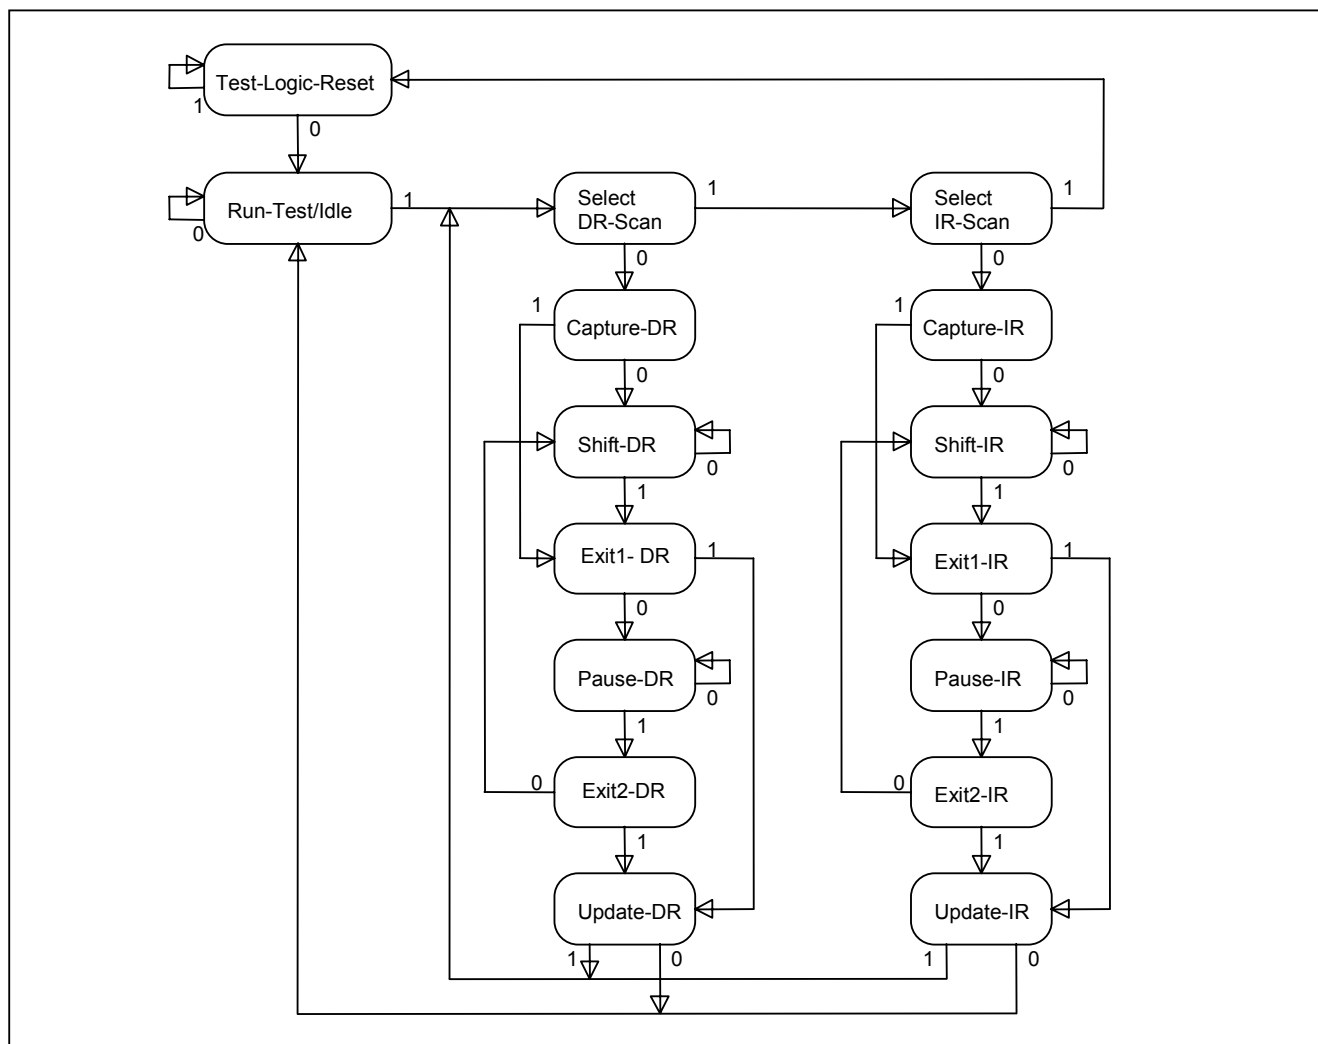 Test-Logic-Reset
1
0
Run-Test/Idle
0
1
Select
DR-Scan
1
0
Select
IR-Scan
1
0
1
Capture-DR
0
1
Capture-IR
0
Shift-DR
0
1
Shift-IR
0
1
Exit1- DR
1
0
Exit1-IR
1
0
Pause-DR
0
1
Pause-IR
0
1
0
Exit2-DR
1
0
Exit2-IR
1
Update-DR
1
0
Update-IR
1
0